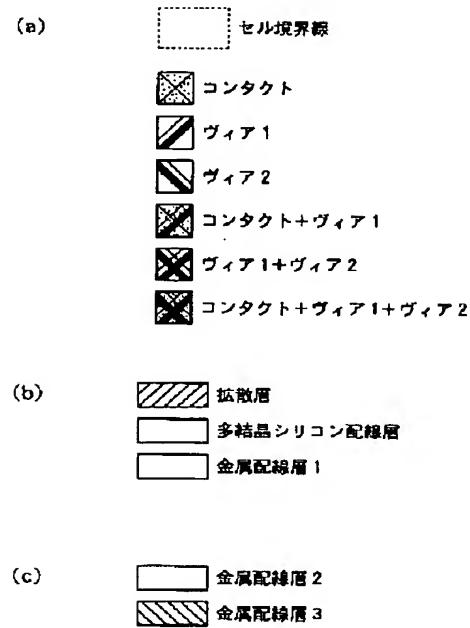 (a)
セル境界線
コンタクト
ヴィア1
ヴィア2
コンタクト+ヴィア1
ヴィア1+ヴィア2
コンタクト+ヴィア1+ヴィア2
(b)
拡散層
多結晶シリコン配線層
金属配線層1
(c)
金属配線層2
金属配線層3